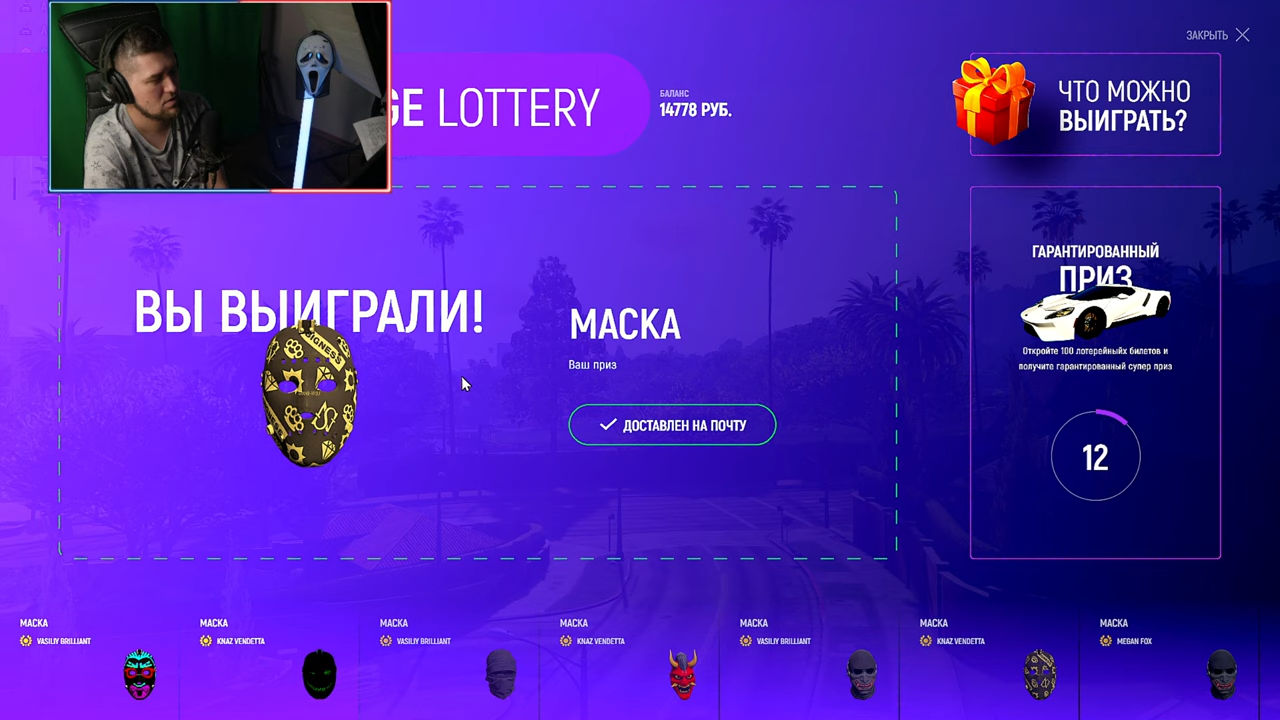 ЗАКРЫТЬ
GE LOTTERY
БАЛАНС
14778 РУБ.
ЧТО МОЖНО
ВЫИГРАТЬ?
ВЫ ВЫИГРАЛИ!
МАСКА
Ваш приз
ДОСТАВЛЕН НА ПОЧТУ
ГАРАНТИРОВАННЫЙ
ПРИЗ
Откройте 100 лотерейныйх билетов и
получите гарантированный супер приз
12
BIGNESS
МАСКА
VASILIY BRILLIANT
МАСКА
KNAZ VENDETTA
МАСКА
VASILIY BRILLIANT
МАСКА
KNAZ VENDETTA
МАСКА
VASILIY BRILLIANT
МАСКА
KNAZ VENDETTA
МАСКА
MEGAN FOX